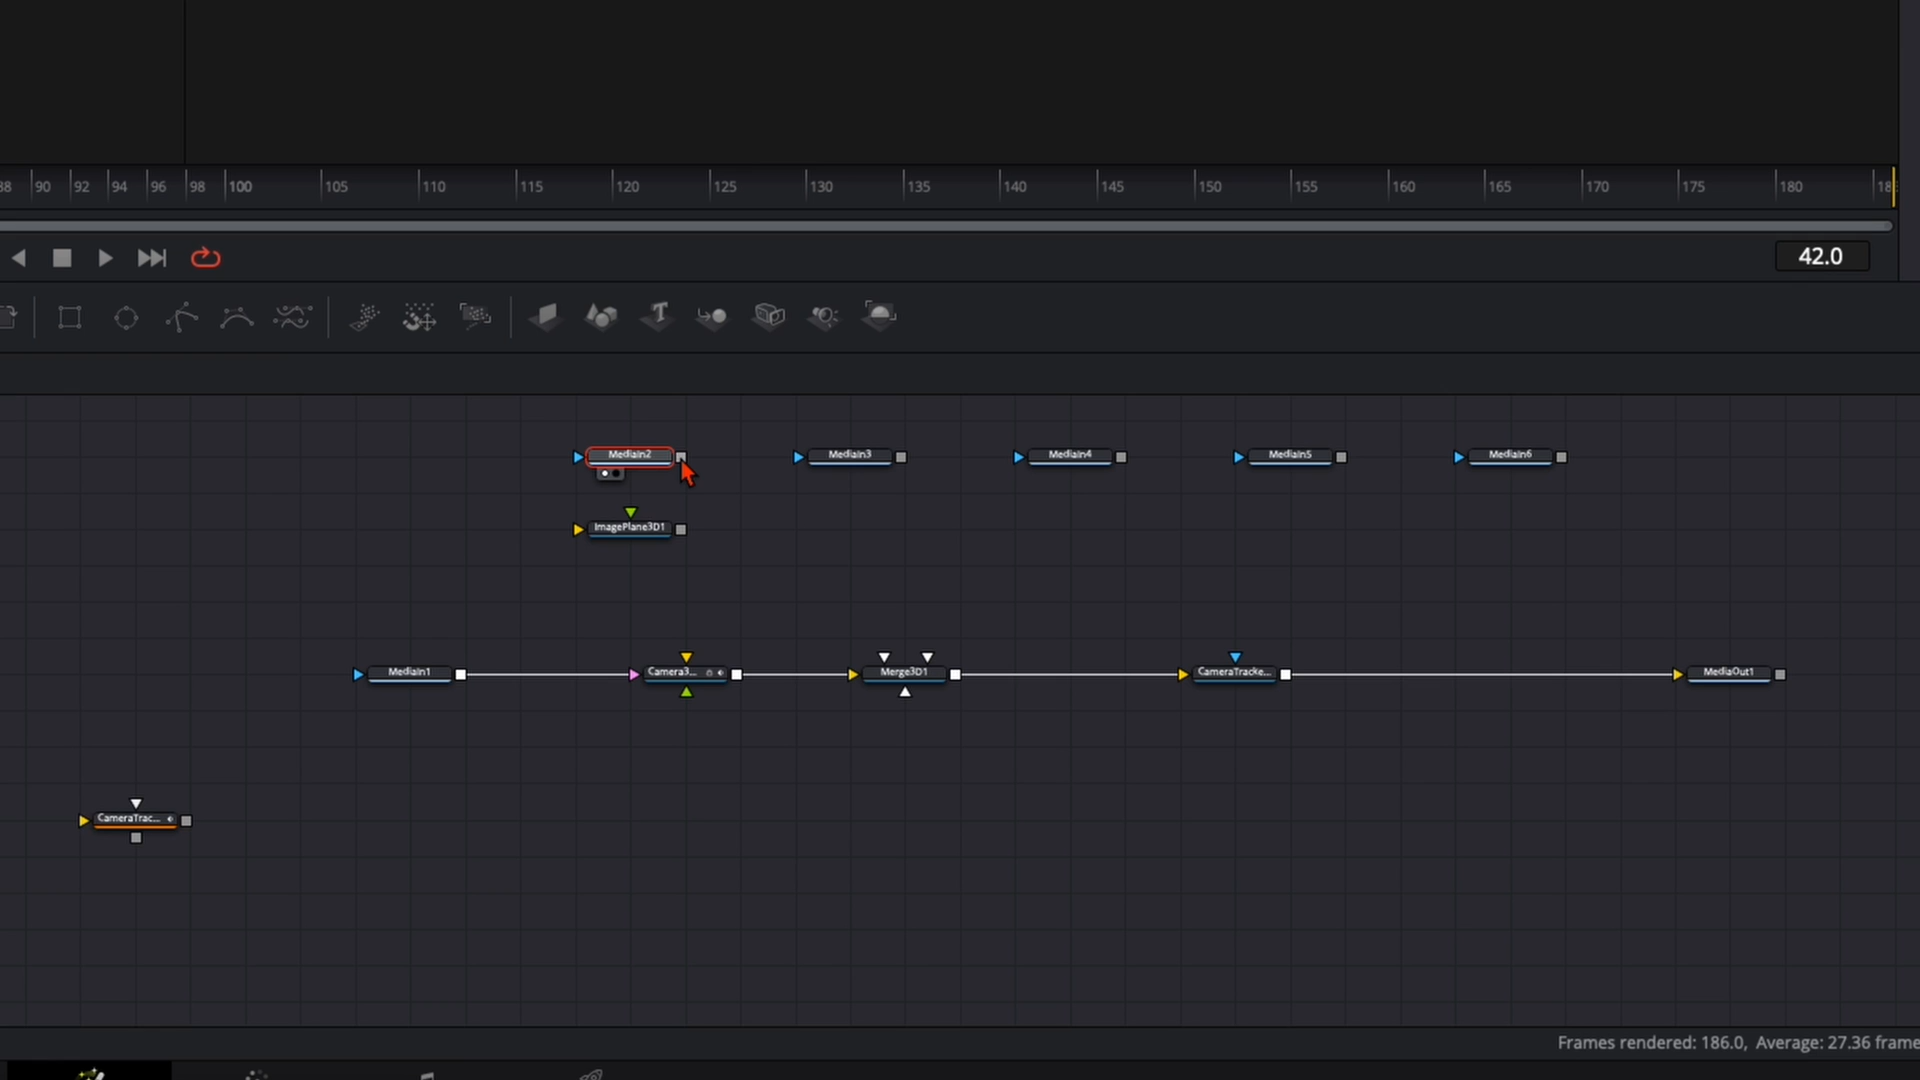 88 90 92 94 96 98 100 105 110 115 120 125 130 135 140 145 150 155 160 165 170 175 180 18
42.0
MediaIn2 MediaIn3 MediaIn4 MediaIn5 MediaIn6
ImagePlane3D1
MediaIn1 Camera3... Merge3D1 CameraTracke... MediaOut1
CameraTrac...
Frames rendered: 186.0, Average: 27.36 frame